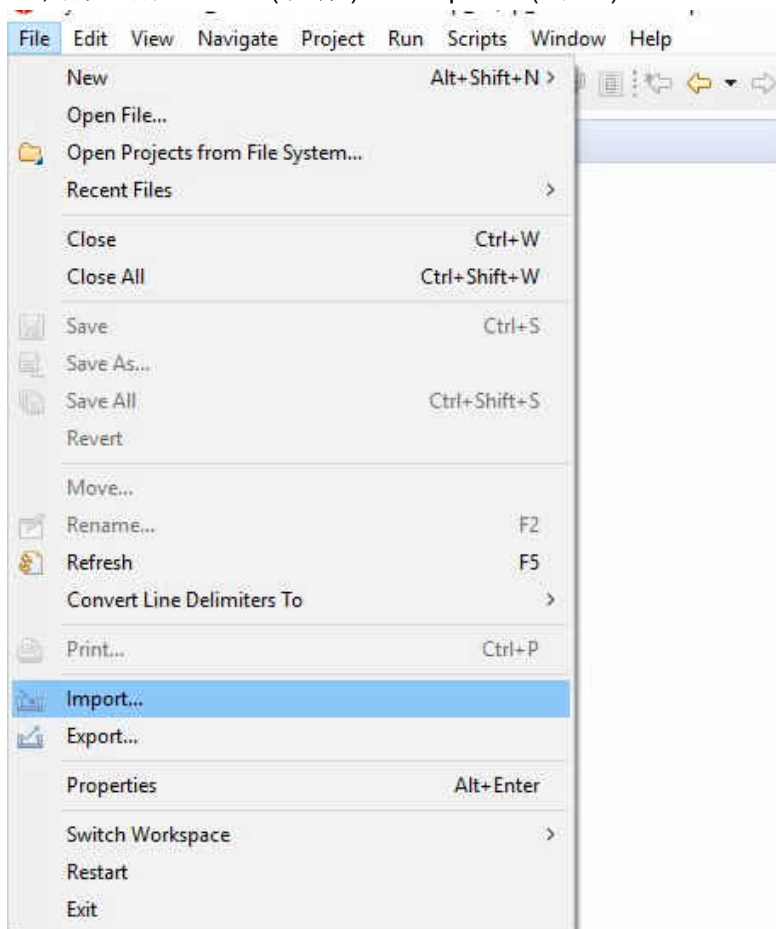 File Edit View Navigate Project Run Scripts Window Help
New Alt+Shift+N >
Open File...
Open Projects from File System...
Recent Files >
Close Ctrl+W
Close All Ctrl+Shift+W
Save Ctrl+S
Save As...
Save All Ctrl+Shift+S
Revert
Move...
Rename... F2
Refresh F5
Convert Line Delimiters To >
Print... Ctrl+P
Import...
Export...
Properties Alt+Enter
Switch Workspace >
Restart
Exit